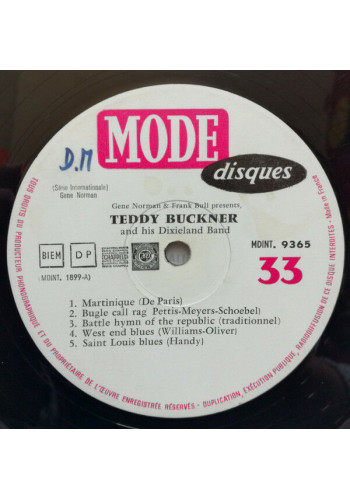 D.M
MODE
disques
(Série Internationale)
Gene Norman
Gene Norman & Frank Bull presents,
TEDDY BUCKNER
and his Dixieland Band
MDINT. 9365
33
BIEM
DP
(MDINT. 1899-A)
1. Martinique (De Paris)
2. Bugle call rag Pettis-Meyers-Schoebel)
3. Battle hymn of the republic (traditionnel)
4. West end blues (Williams-Oliver)
5. Saint Louis blues (Handy)
TOUS DROITS DU PRODUCTEUR PHONOGRAPHIQUE ET DU PROPRIÉTAIRE DE L'ŒUVRE ENREGISTRÉE RÉSERVÉS - DUPLICATION, EXÉCUTION PUBLIQUE, RADIODIFFUSION DE CE DISQUE INTERDITES - Made in France